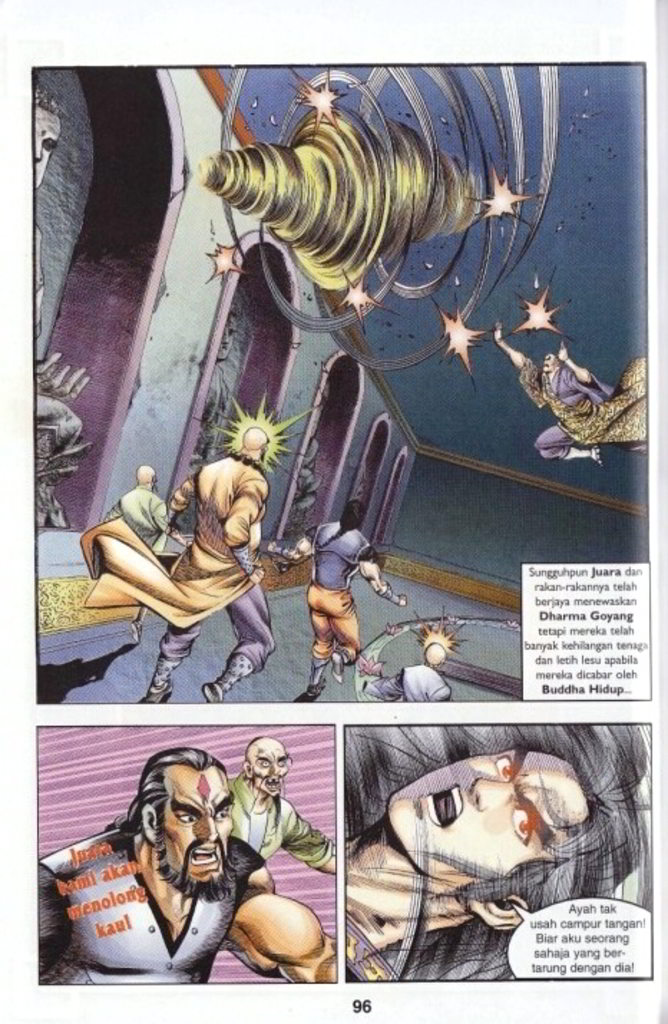 Sungguhpun Juara dan
rakan-rakannya telah
berjaya menewaskan
Dharma Goyang
tetapi mereka telah
banyak kehilangan tenaga
dan letih lesu apabila
mereka dicabar oleh
Buddha Hidup...
Juara
kami akan
menolong
kau!
Ayah tak
usah campur tangan!
Biar aku seorang
sahaja yang ber-
tarung dengan dia!
96